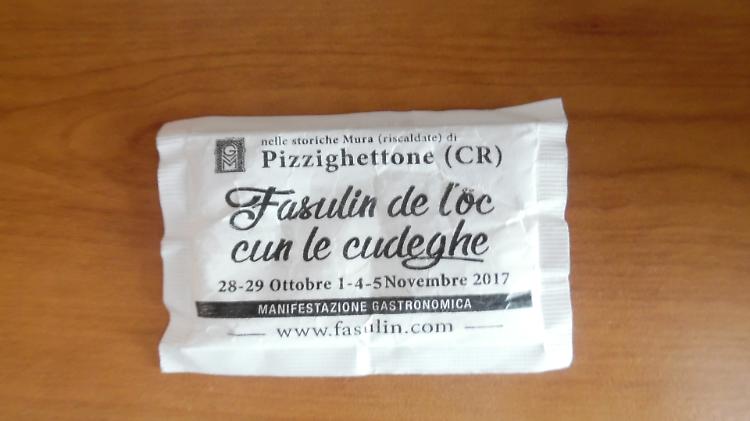 nelle storiche Mura (riscaldate) di
Pizzighettone (CR)
Fasulin de l'öc
cun le cudeghe
28-29 Ottobre 1-4-5 Novembre 2017
MANIFESTAZIONE GASTRONOMICA
www.fasulin.com